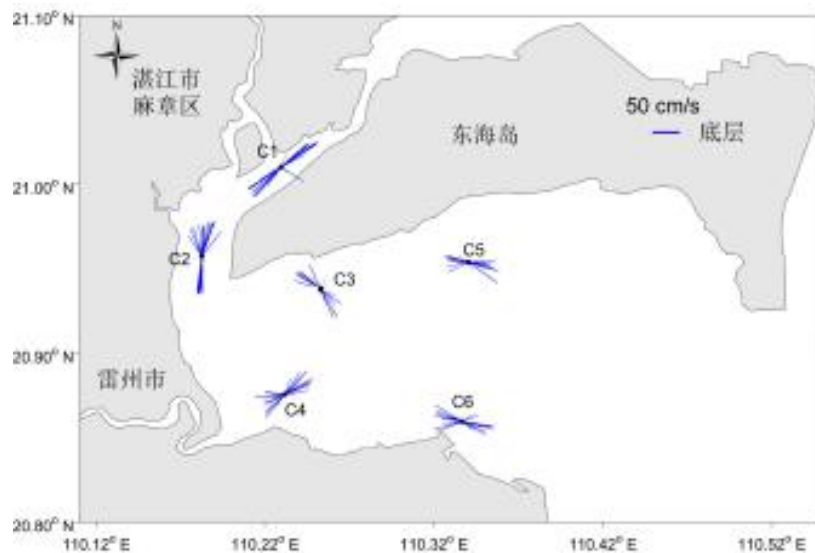 21.10° N
N
湛江市
麻章区
50 cm/s
底层
东海岛
C1
21.00° N
C2
C5
C3
20.90° N
雷州市
C4
C6
20.80° N
110.12° E 110.22° E 110.32° E 110.42° E 110.52° E